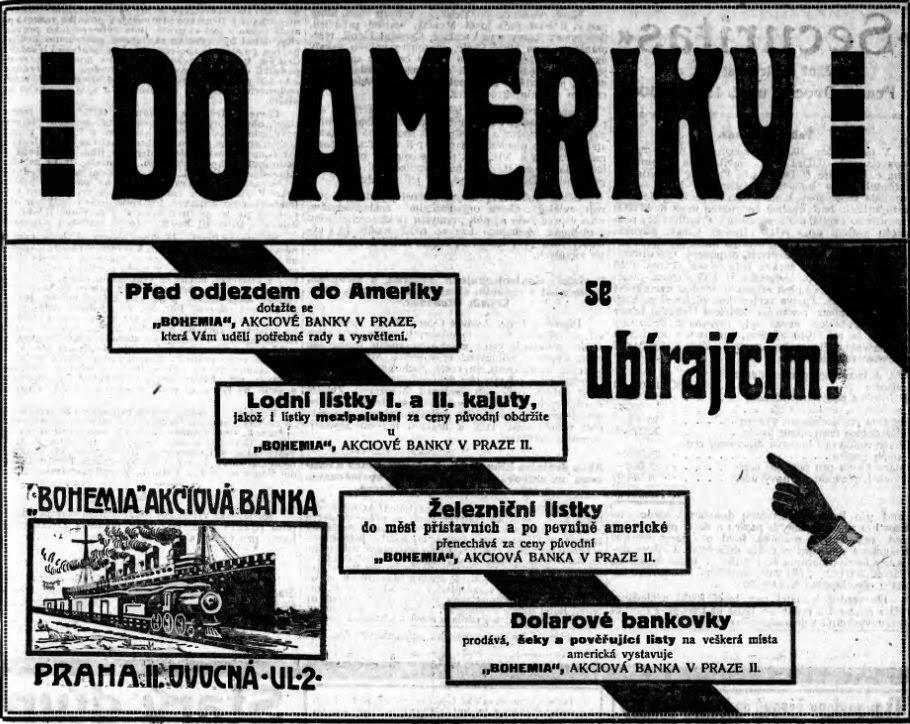 DO AMERIKY
se
ubírajícím!
Před odjezdem do Ameriky
dotažte se
„BOHEMIA“, AKCIOVÉ BANKY V PRAZE,
která Vám udělí potřebné rady a vysvětlení.
Lodní lístky I. a II. kajuty,
jakož i lístky mezipalubní za ceny původní obdržíte
u
„BOHEMIA“, AKCIOVÉ BANKY V PRAZE II.
Železniční lístky
do měst přístavních a po pevnině americké
přenechává za ceny původní
„BOHEMIA“, AKCIOVÁ BANKA V PRAZE II.
Dolarové bankovky
prodává, šeky a pověřující listy na veškerá místa
americká vystavuje
„BOHEMIA“, AKCIOVÁ BANKA V PRAZE II.
„BOHEMIA“ AKCIOVÁ BANKA
PRAHA·II. OVOCNÁ·UL·2·